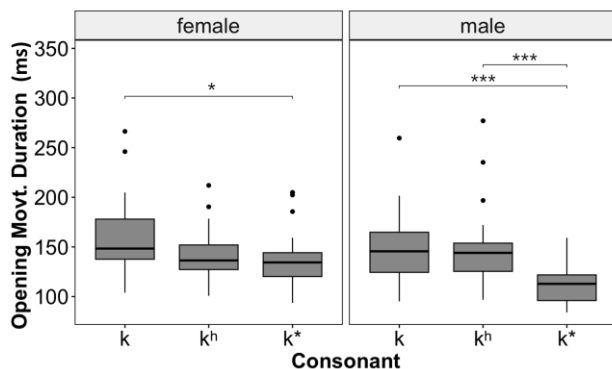 female male
Opening Movt. Duration (ms)
350
300
250
200
150
100
*
***
***
k kʰ k* k kʰ k*
Consonant